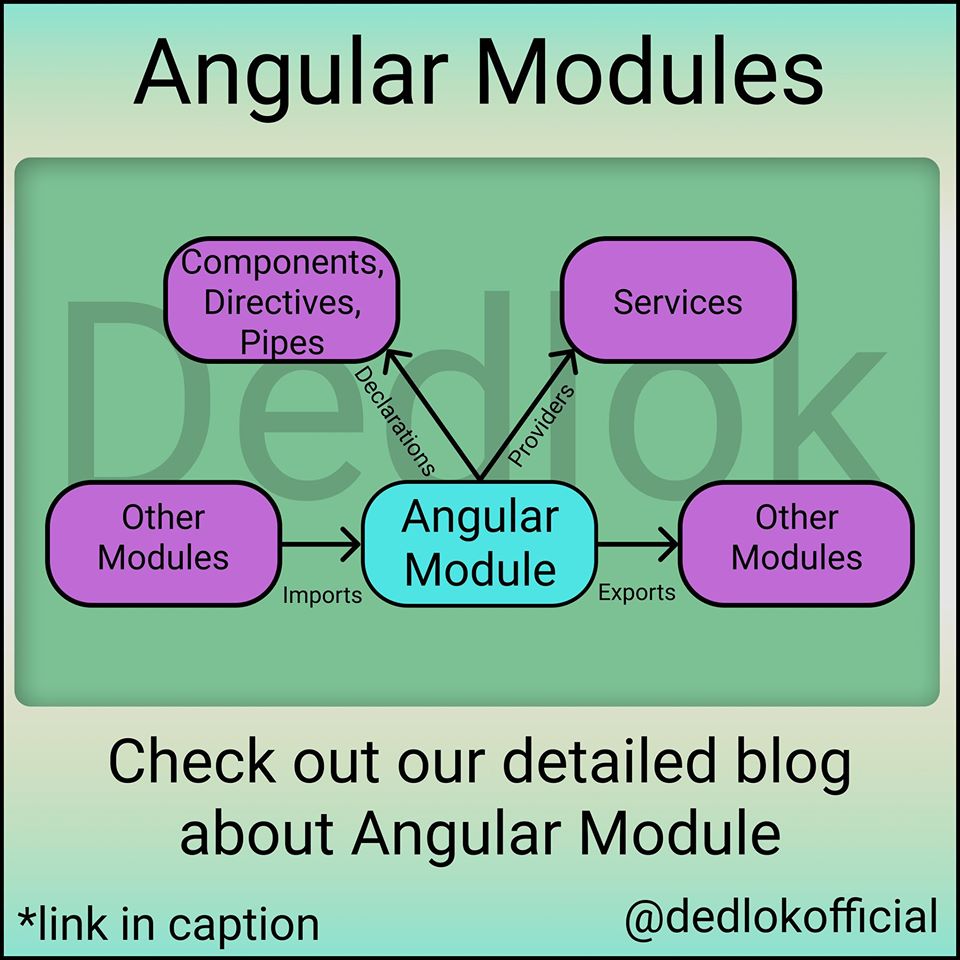 Angular Modules
Dedlok
Components,
Directives,
Pipes
Services
Declarations
Providers
Other
Modules
Imports
Angular
Module
Exports
Other
Modules
Check out our detailed blog
about Angular Module
*link in caption
@dedlokofficial